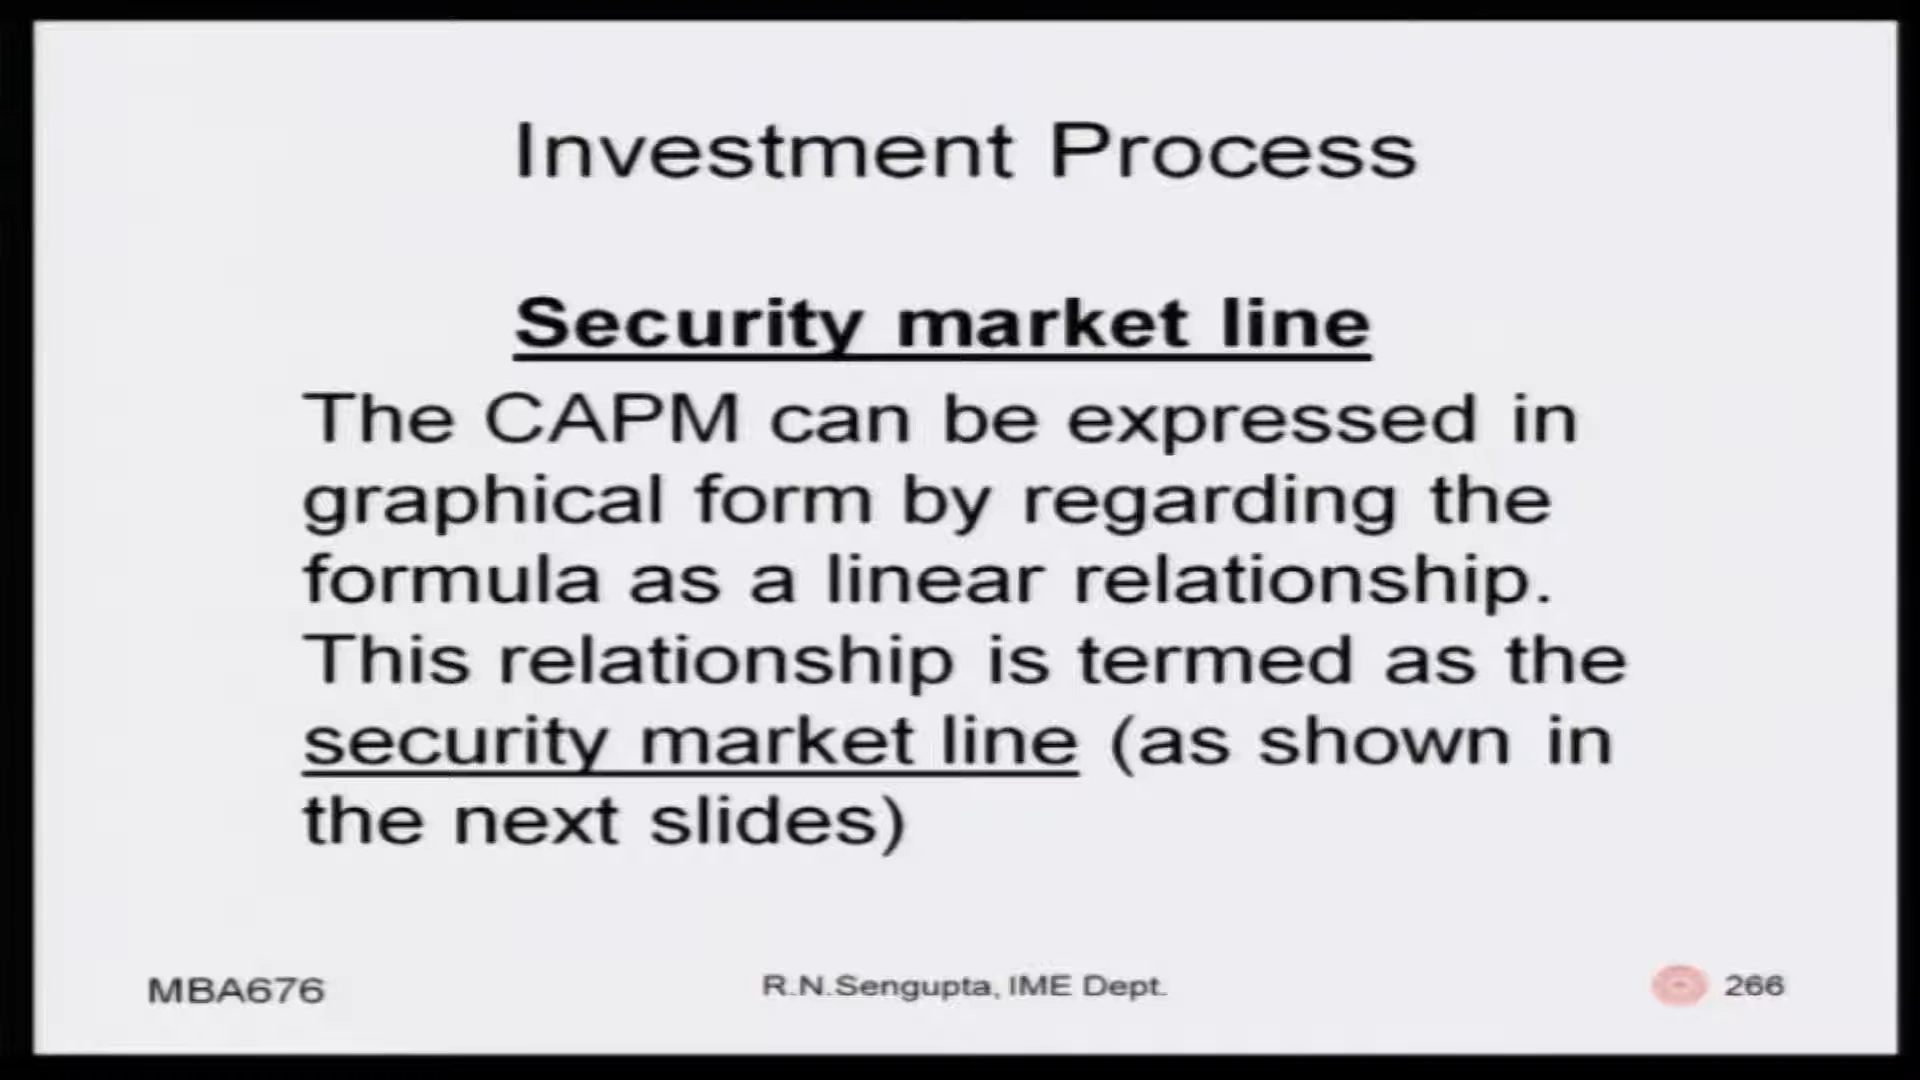 Investment Process
Security market line
The CAPM can be expressed in
graphical form by regarding the
formula as a linear relationship.
This relationship is termed as the
security market line (as shown in
the next slides)
MBA676
R.N.Sengupta, IME Dept.
266